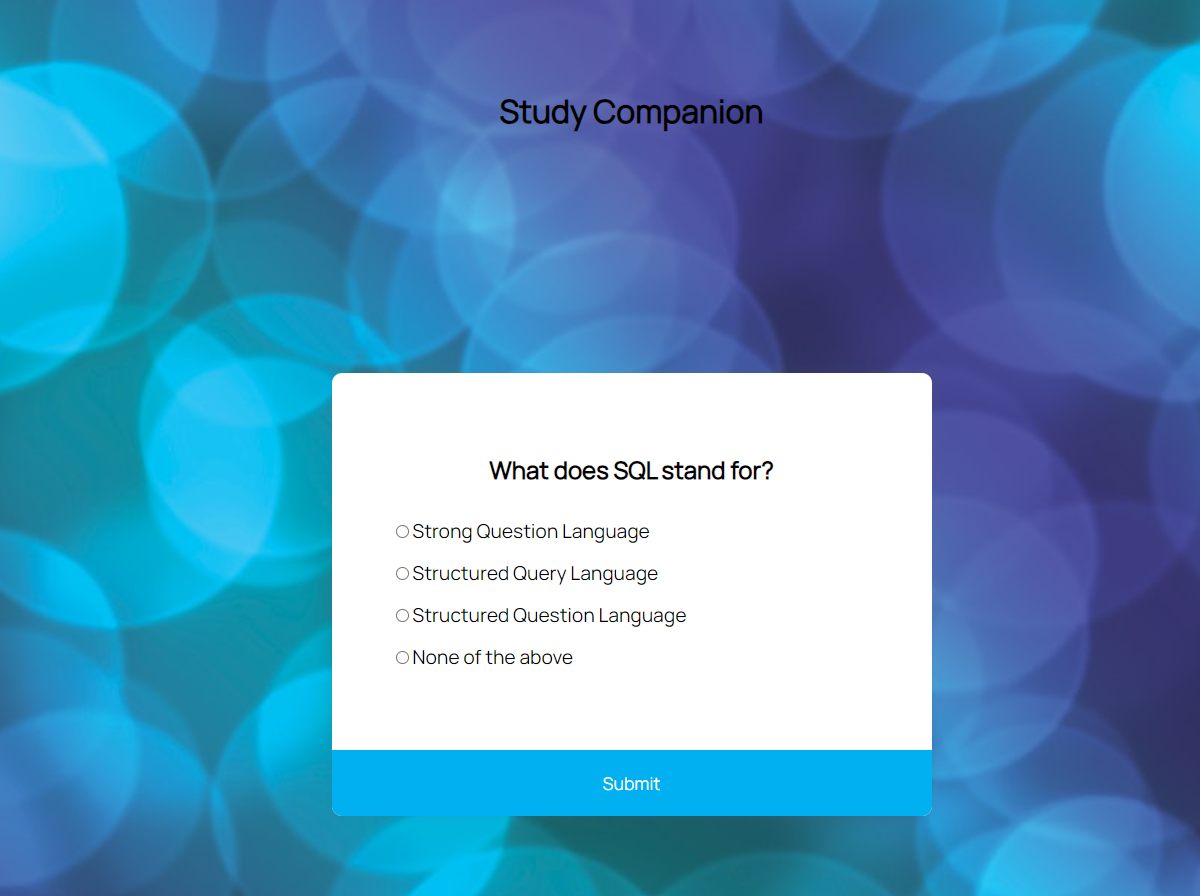 Study Companion
What does SQL stand for?
Strong Question Language
Structured Query Language
Structured Question Language
None of the above
Submit